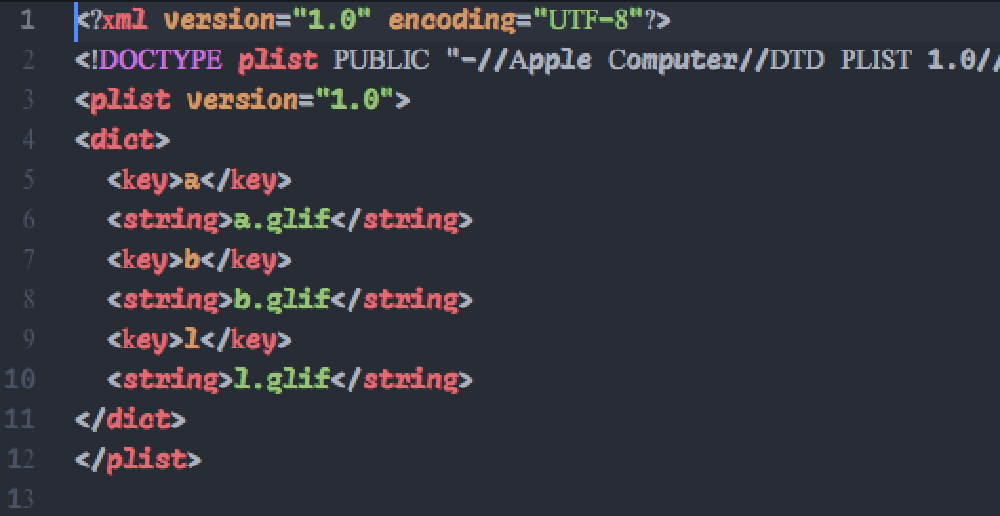 1 <?xml version="1.0" encoding="UTF-8"?>
2 <!DOCTYPE plist PUBLIC "-//Apple Computer//DTD PLIST 1.0//
3 <plist version="1.0">
4 <dict>
5 <key>a</key>
6 <string>a.glif</string>
7 <key>b</key>
8 <string>b.glif</string>
9 <key>l</key>
10 <string>l.glif</string>
11 </dict>
12 </plist>
13